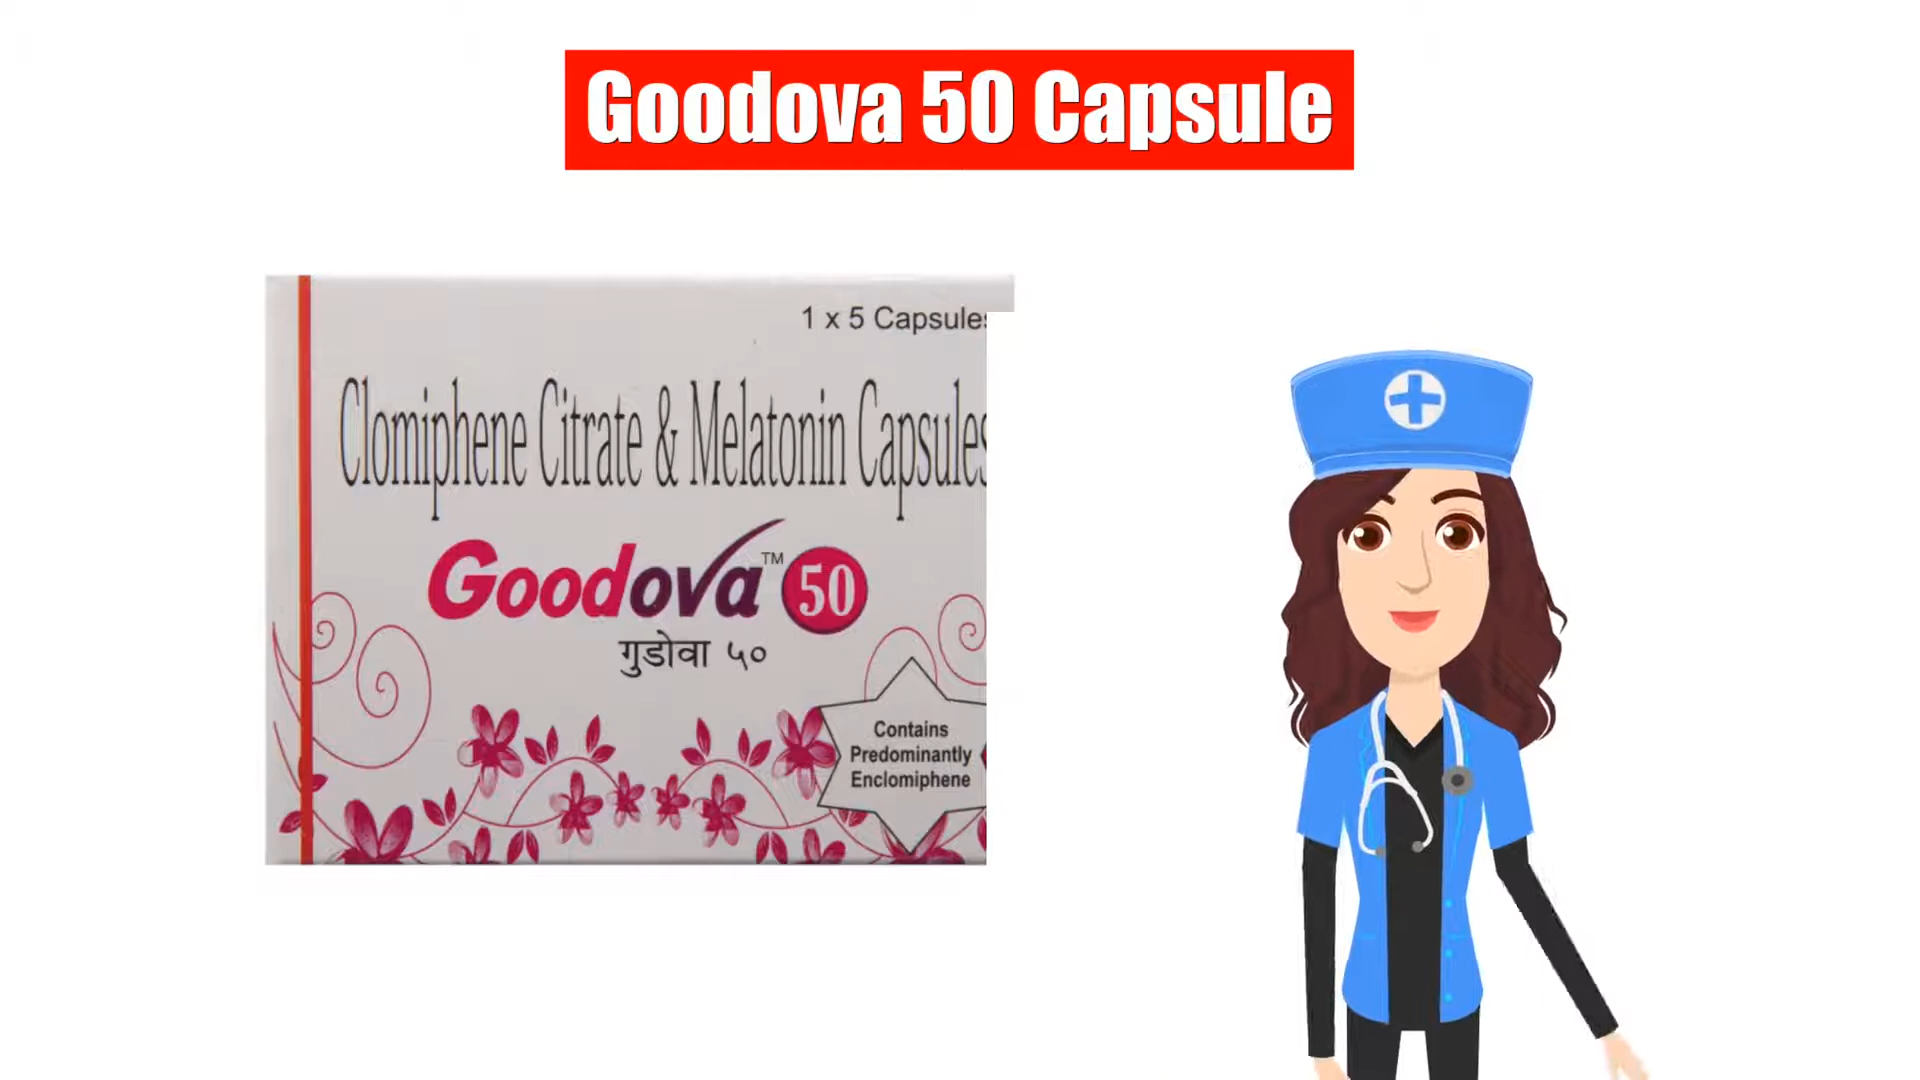 Goodova 50 Capsule
1 x 5 Capsules
Clomiphene Citrate & Melatonin Capsules
Goodova™ 50
गुडोवा ५०
Contains
Predominantly
Enclomiphene